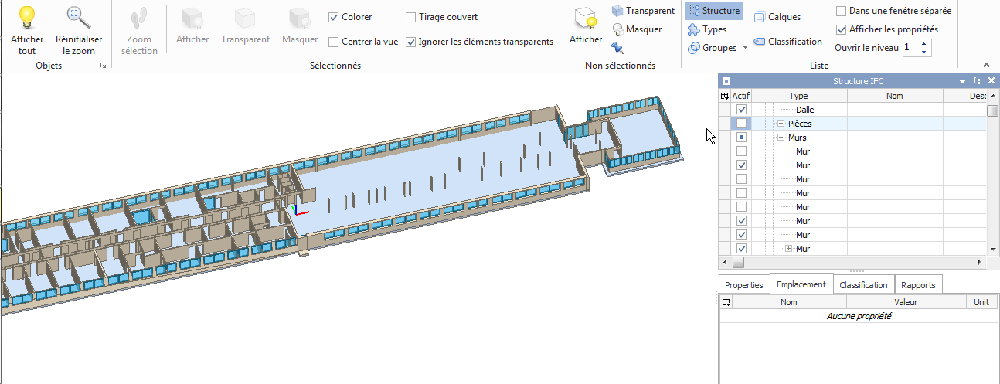 Afficher tout
Réinitialiser le zoom
Objets
Zoom sélection
Afficher
Transparent
Masquer
Colorer
Centrer la vue
Tirage couvert
Ignorer les éléments transparents
Sélectionnés
Afficher
Transparent
Masquer
Non sélectionnés
Structure
Types
Groupes
Calques
Classification
Dans une fenêtre séparée
Afficher les propriétés
Ouvrir le niveau 1
Liste
Structure IFC
Actif Type Nom Desc
Dalle
Pièces
Murs
Mur
Mur
Mur
Mur
Mur
Mur
Mur
Mur
Properties Emplacement Classification Rapports
Nom Valeur Unit
Aucune propriété